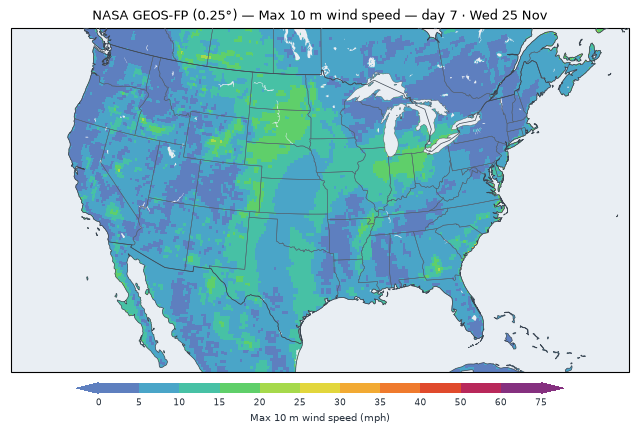 NASA GEOS-FP (0.25°) — Max 10 m wind speed — day 7 · Wed 25 Nov
0 5 10 15 20 25 30 35 40 50 60 75
Max 10 m wind speed (mph)